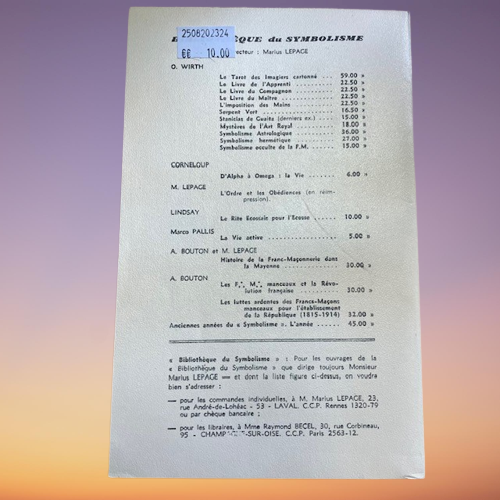 2508202324
€€ 10.00
ÈQUE du SYMBOLISME
recteur : Marius LEPAGE
O. WIRTH
Le Tarot des Imagiers cartonné ... 59.00 »
Le Livre de l'Apprenti .......... 22.50 »
Le Livre du Compagnon ........ 22.50 »
Le Livre du Maître .............. 22.50 »
L'imposition des Mains ......... 22.50 »
Serpent Vert ................... 16.50 »
Stanislas de Guaita (derniers ex.) .... 15.00 »
Mystères de l'Art Royal ......... 18.00 »
Symbolisme Astrologique ........ 36.00 »
Symbolisme hermétique ......... 27.00 »
Symbolisme occulte de la F.M. ....... 15.00 »
CORNELOUP
D'Alpha à Omega : la Vie ....... 6.00 »
M. LEPAGE
L'Ordre et les Obédiences (en réim-
pression).
LINDSAY
Le Rite Ecossais pour l'Ecosse ...... 10.00 »
Marco PALLIS
La Vie active .................. 5.00 »
A. BOUTON et M. LEPAGE
Histoire de la Franc-Maçonnerie dans
la Mayenne .................. 30.00 »
A. BOUTON
Les F.˙., M.˙., manceaux et la Révo-
lution française .......... 30.00 »
Les luttes ardentes des Francs-Maçons
manceaux pour l'établissement
de la République (1815-1914) 32.00 »
Anciennes années du « Symbolisme ». L'année ...... 45.00 »
« Bibliothèque du Symbolisme » : Pour les ouvrages de la
« Bibliothèque du Symbolisme » que dirige toujours Monsieur
Marius LEPAGE — et dont la liste figure ci-dessus, on voudra
bien s'adresser :
— pour les commandes individuelles, à M. Marius LEPAGE, 23,
rue André-de-Lohéac - 53 - LAVAL. C.C.P. Rennes 1320-79
ou par chèque bancaire ;
— pour les libraires, à Mme Raymond BECEL, 30, rue Corbineau,
95 - SUR-OISE. C.C.P. Paris 2563-12.